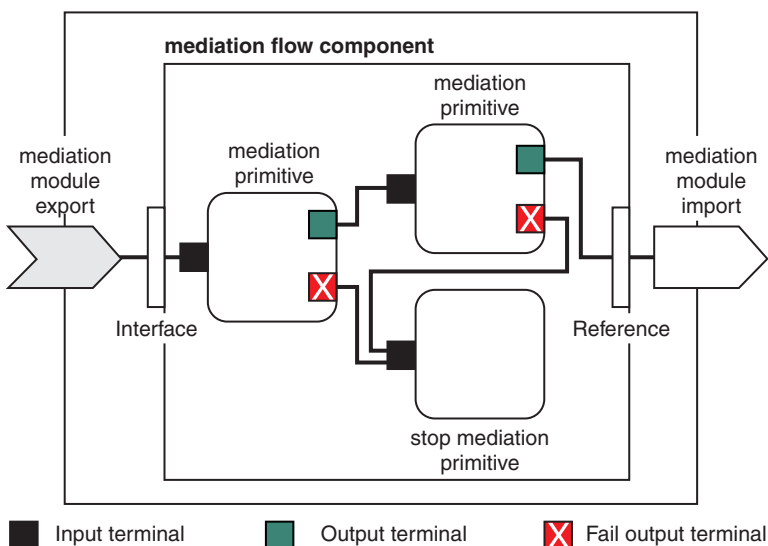 mediation flow component
mediation
primitive
mediation
module
export
mediation
primitive
mediation
module
import
Interface
Reference
stop mediation
primitive
X
X
Input terminal
Output terminal
X
Fail output terminal